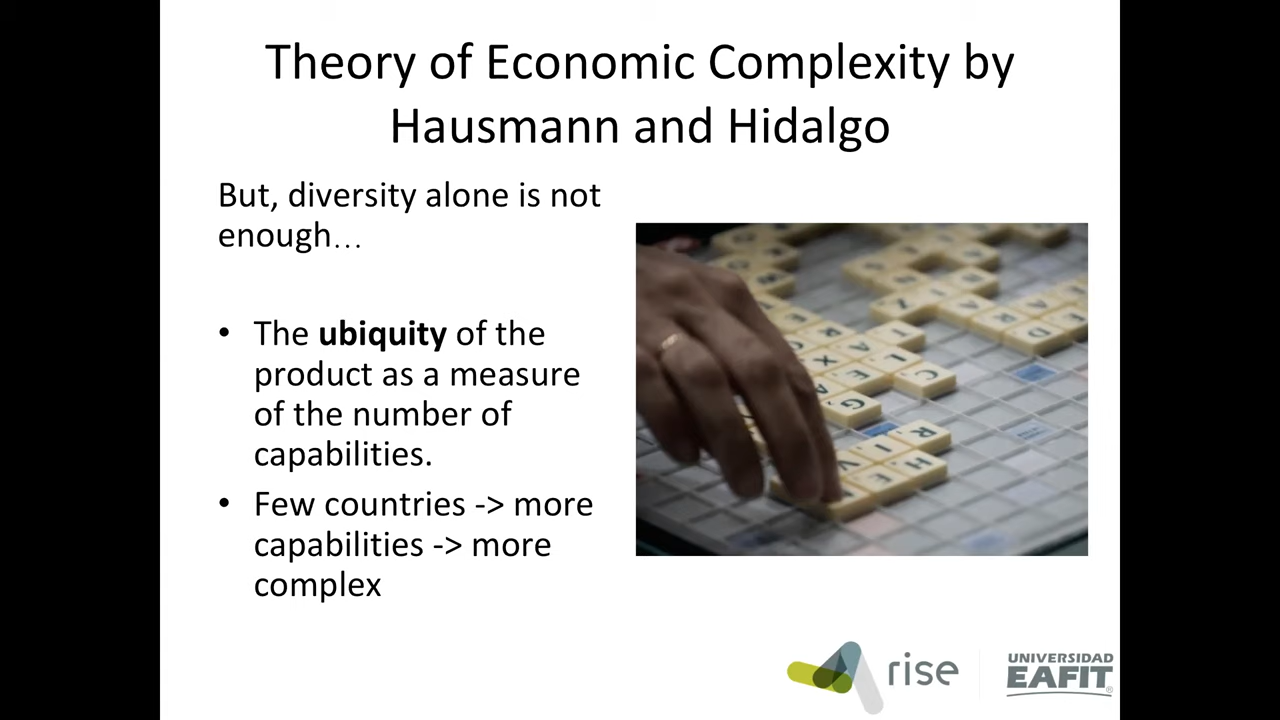 Theory of Economic Complexity by
Hausmann and Hidalgo
But, diversity alone is not
enough…
• The ubiquity of the
product as a measure
of the number of
capabilities.
• Few countries -> more
capabilities -> more
complex
rise
UNIVERSIDAD
EAFIT®